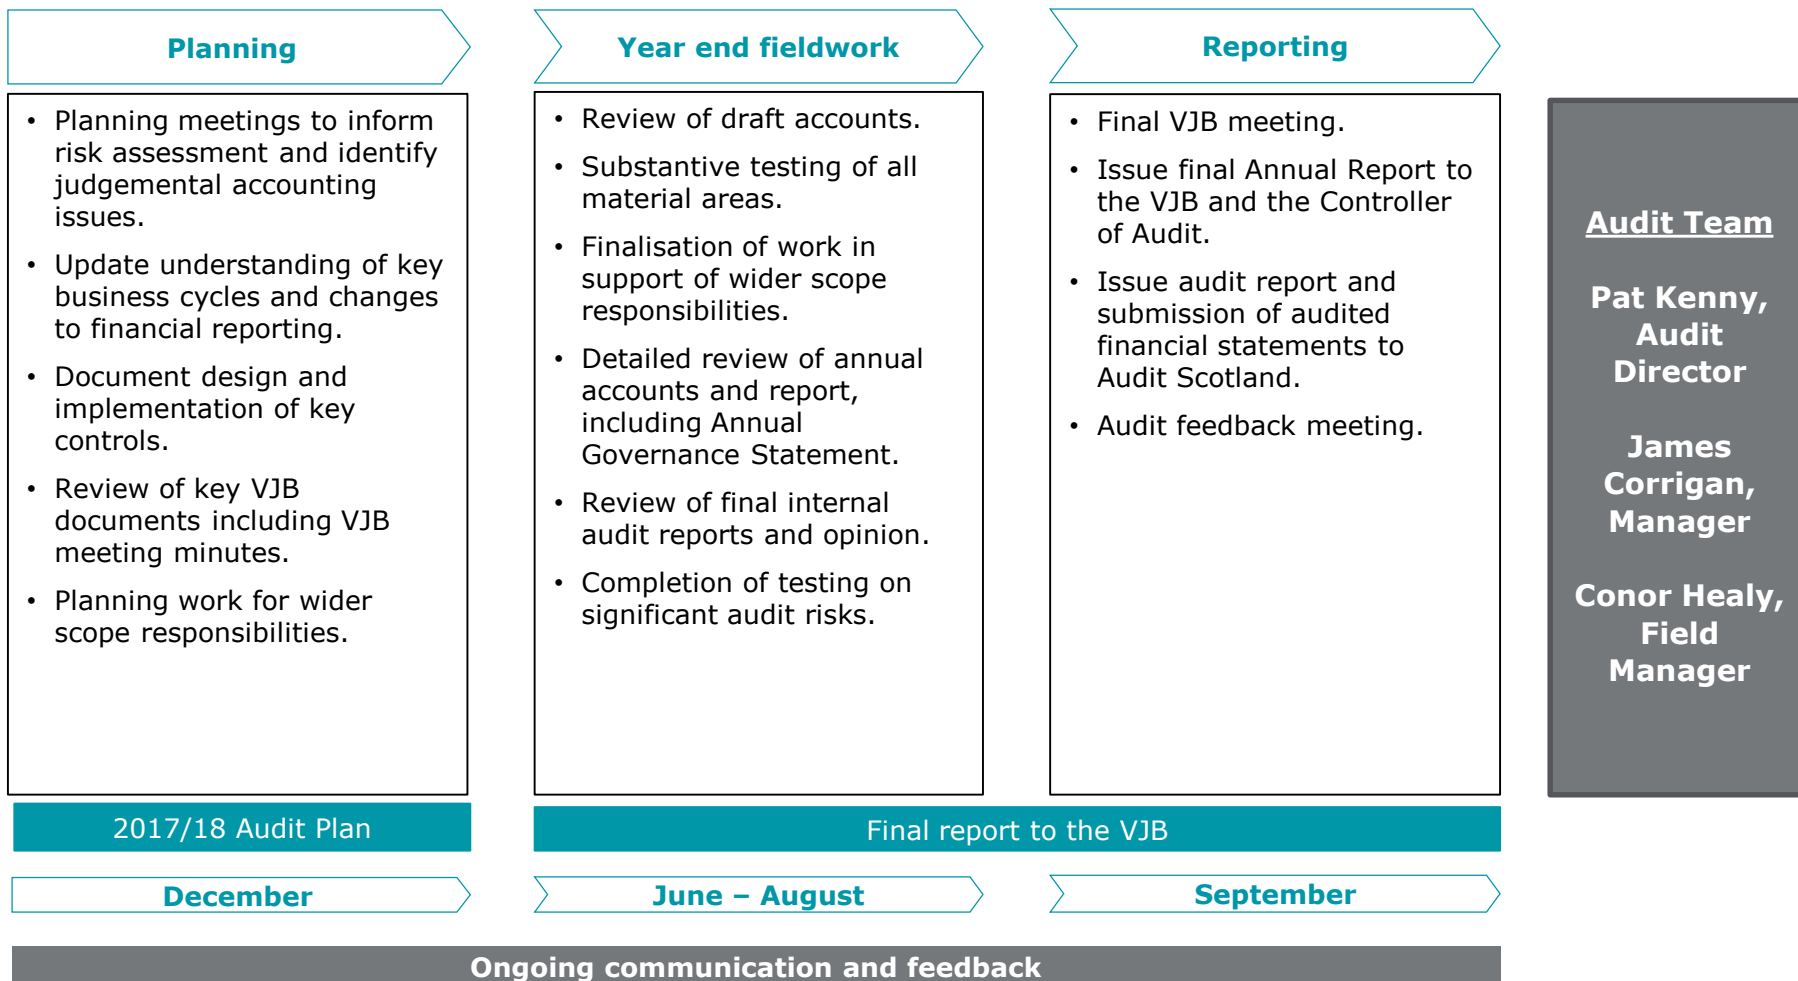 Planning
• Planning meetings to inform
risk assessment and identify
judgemental accounting
issues.
• Update understanding of key
business cycles and changes
to financial reporting.
• Document design and
implementation of key
controls.
• Review of key VJB
documents including VJB
meeting minutes.
• Planning work for wider
scope responsibilities.
2017/18 Audit Plan
December
Year end fieldwork
• Review of draft accounts.
• Substantive testing of all
material areas.
• Finalisation of work in
support of wider scope
responsibilities.
• Detailed review of annual
accounts and report,
including Annual
Governance Statement.
• Review of final internal
audit reports and opinion.
• Completion of testing on
significant audit risks.
June – August
Reporting
• Final VJB meeting.
• Issue final Annual Report to
the VJB and the Controller
of Audit.
• Issue audit report and
submission of audited
financial statements to
Audit Scotland.
• Audit feedback meeting.
Final report to the VJB
September
Ongoing communication and feedback
Audit Team
Pat Kenny,
Audit
Director
James
Corrigan,
Manager
Conor Healy,
Field
Manager